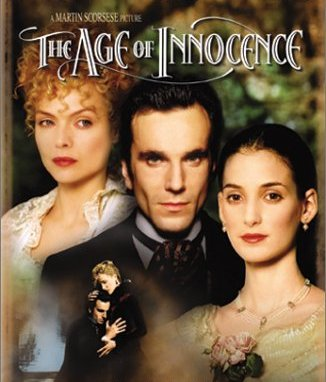 A MARTIN SCORSESE PICTURE
THE AGE OF INNOCENCE